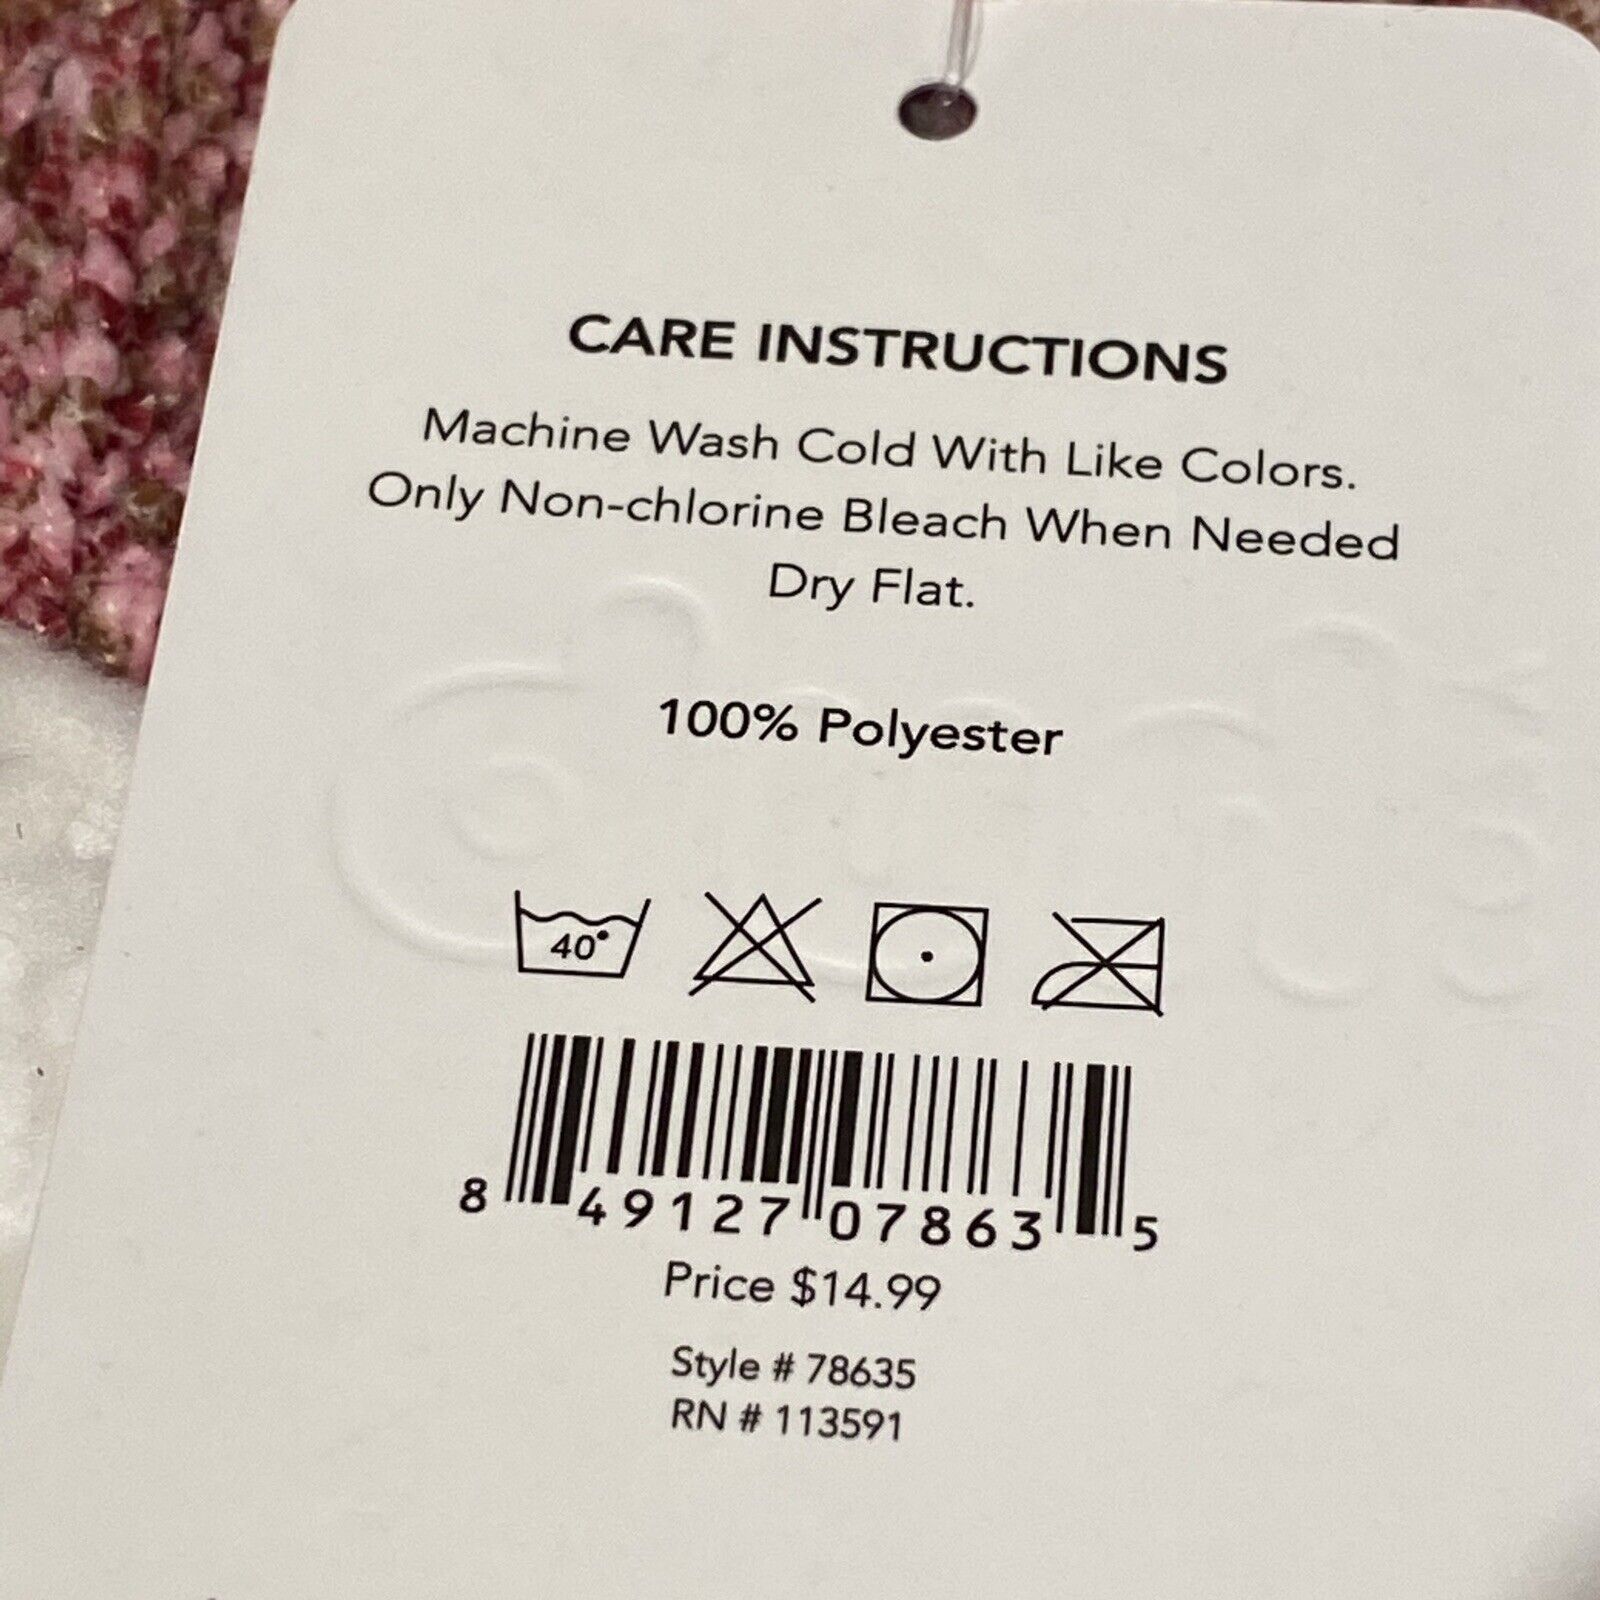 CARE INSTRUCTIONS
Machine Wash Cold With Like Colors.
Only Non-chlorine Bleach When Needed
Dry Flat.
100% Polyester
40°
8 49127 07863 5
Price $14.99
Style # 78635
RN # 113591